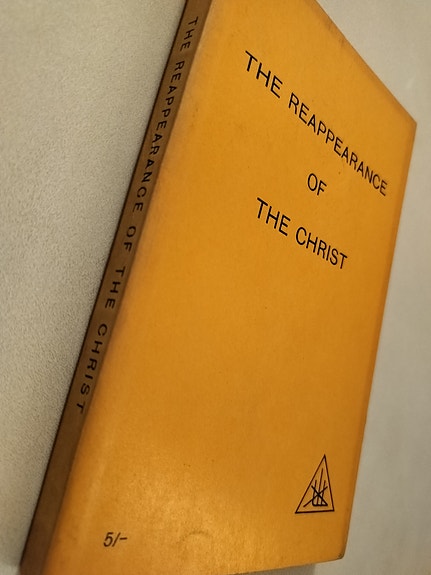 THE REAPPEARANCE OF THE CHRIST
THE REAPPEARANCE
OF
THE CHRIST
5/-